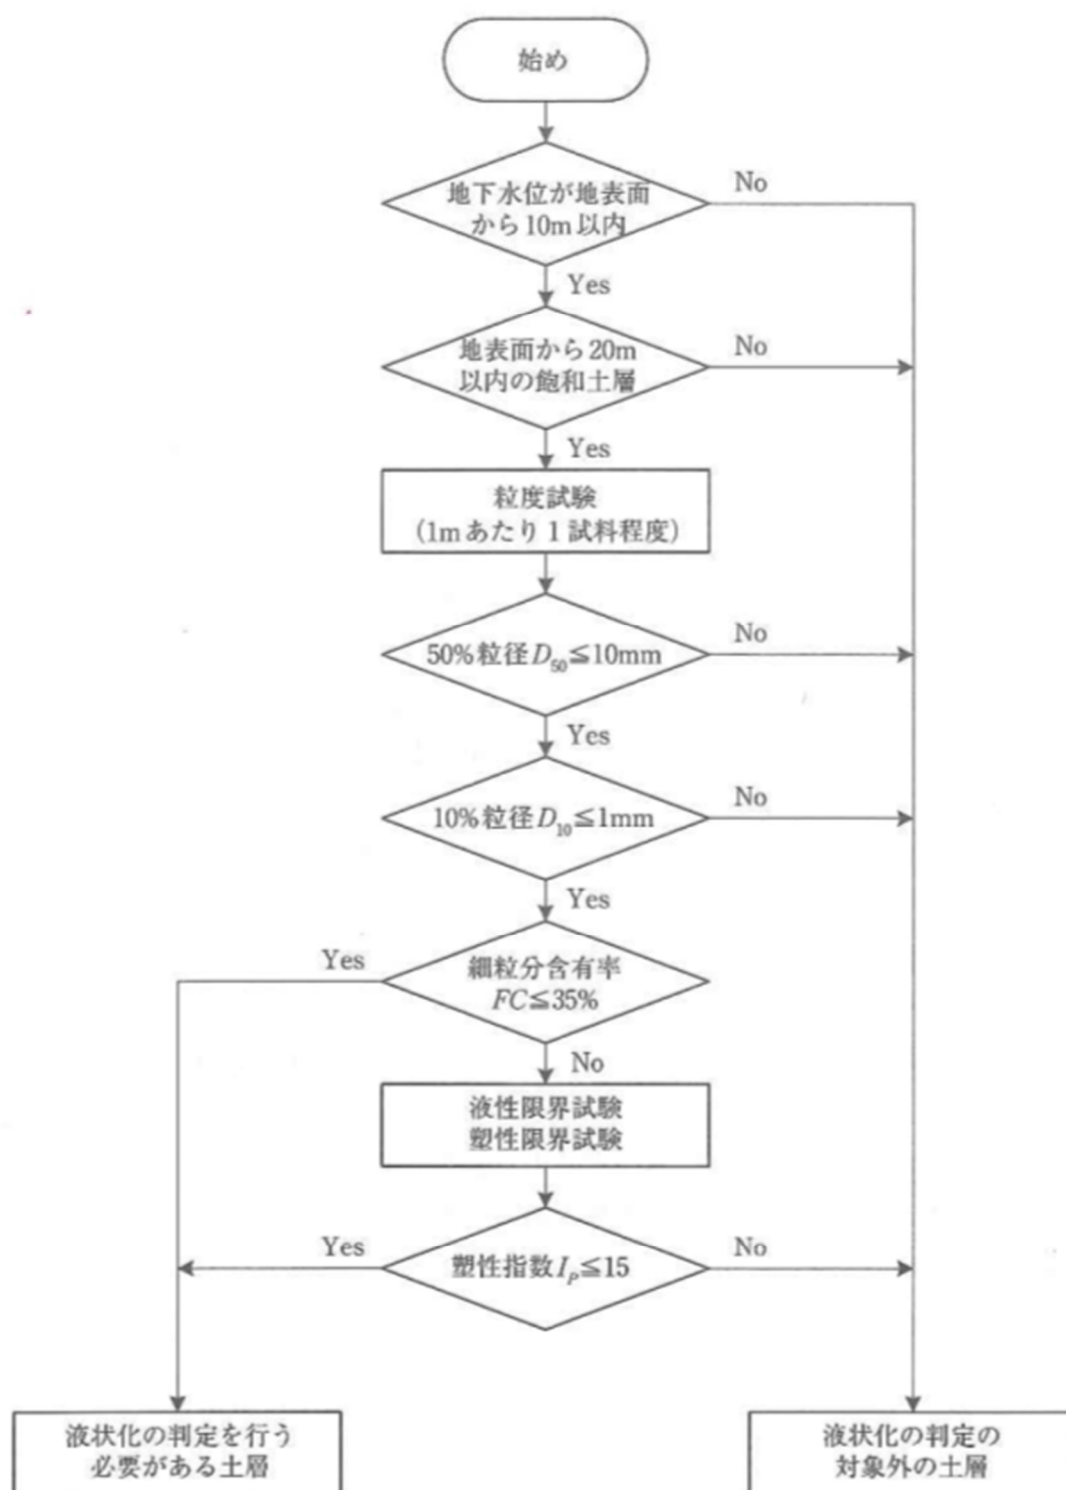 始め
地下水位が地表面
から10m以内
No
Yes
地表面から20m
以内の飽和土層
No
Yes
粒度試験
（1mあたり1試料程度）
50%粒径D₅₀≦10mm
No
Yes
10%粒径D₁₀≦1mm
No
Yes
細粒分含有率
FC≦35%
Yes
No
液性限界試験
塑性限界試験
塑性指数Iₚ≦15
Yes
No
液状化の判定を行う
必要がある土層
液状化の判定の
対象外の土層